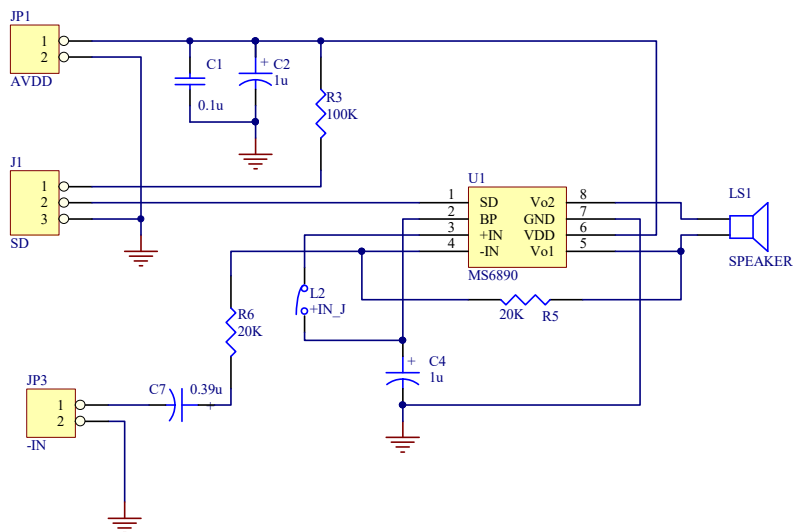 JP1
1
2
AVDD
C1
0.1u
+ C2
1u
R3
100K
J1
1
2
3
SD
U1
1 SD Vo2 8
2 BP GND 7
3 +IN VDD 6
4 -IN Vo1 5
MS6890
LS1
SPEAKER
L2
+IN_J
R6
20K
20K R5
+ C4
1u
JP3
1
2
-IN
C7 0.39u
+